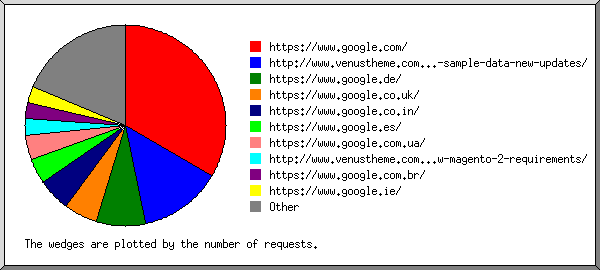 https://www.google.com/
http://www.venustheme.com...-sample-data-new-updates/
https://www.google.de/
https://www.google.co.uk/
https://www.google.co.in/
https://www.google.es/
https://www.google.com.ua/
http://www.venustheme.com...w-magento-2-requirements/
https://www.google.com.br/
https://www.google.ie/
Other
The wedges are plotted by the number of requests.